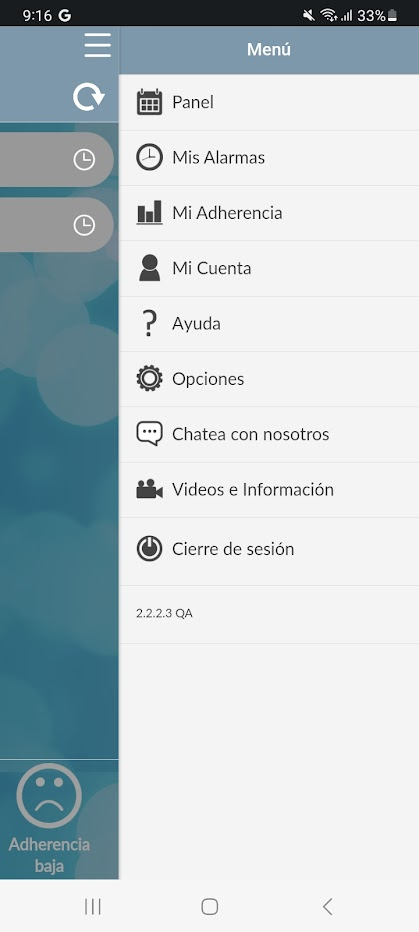 9:16 G 33%
Menú
Panel
Mis Alarmas
Mi Adherencia
Mi Cuenta
? Ayuda
Opciones
Chatea con nosotros
Videos e Información
Cierre de sesión
2.2.2.3 QA
Adherencia
baja